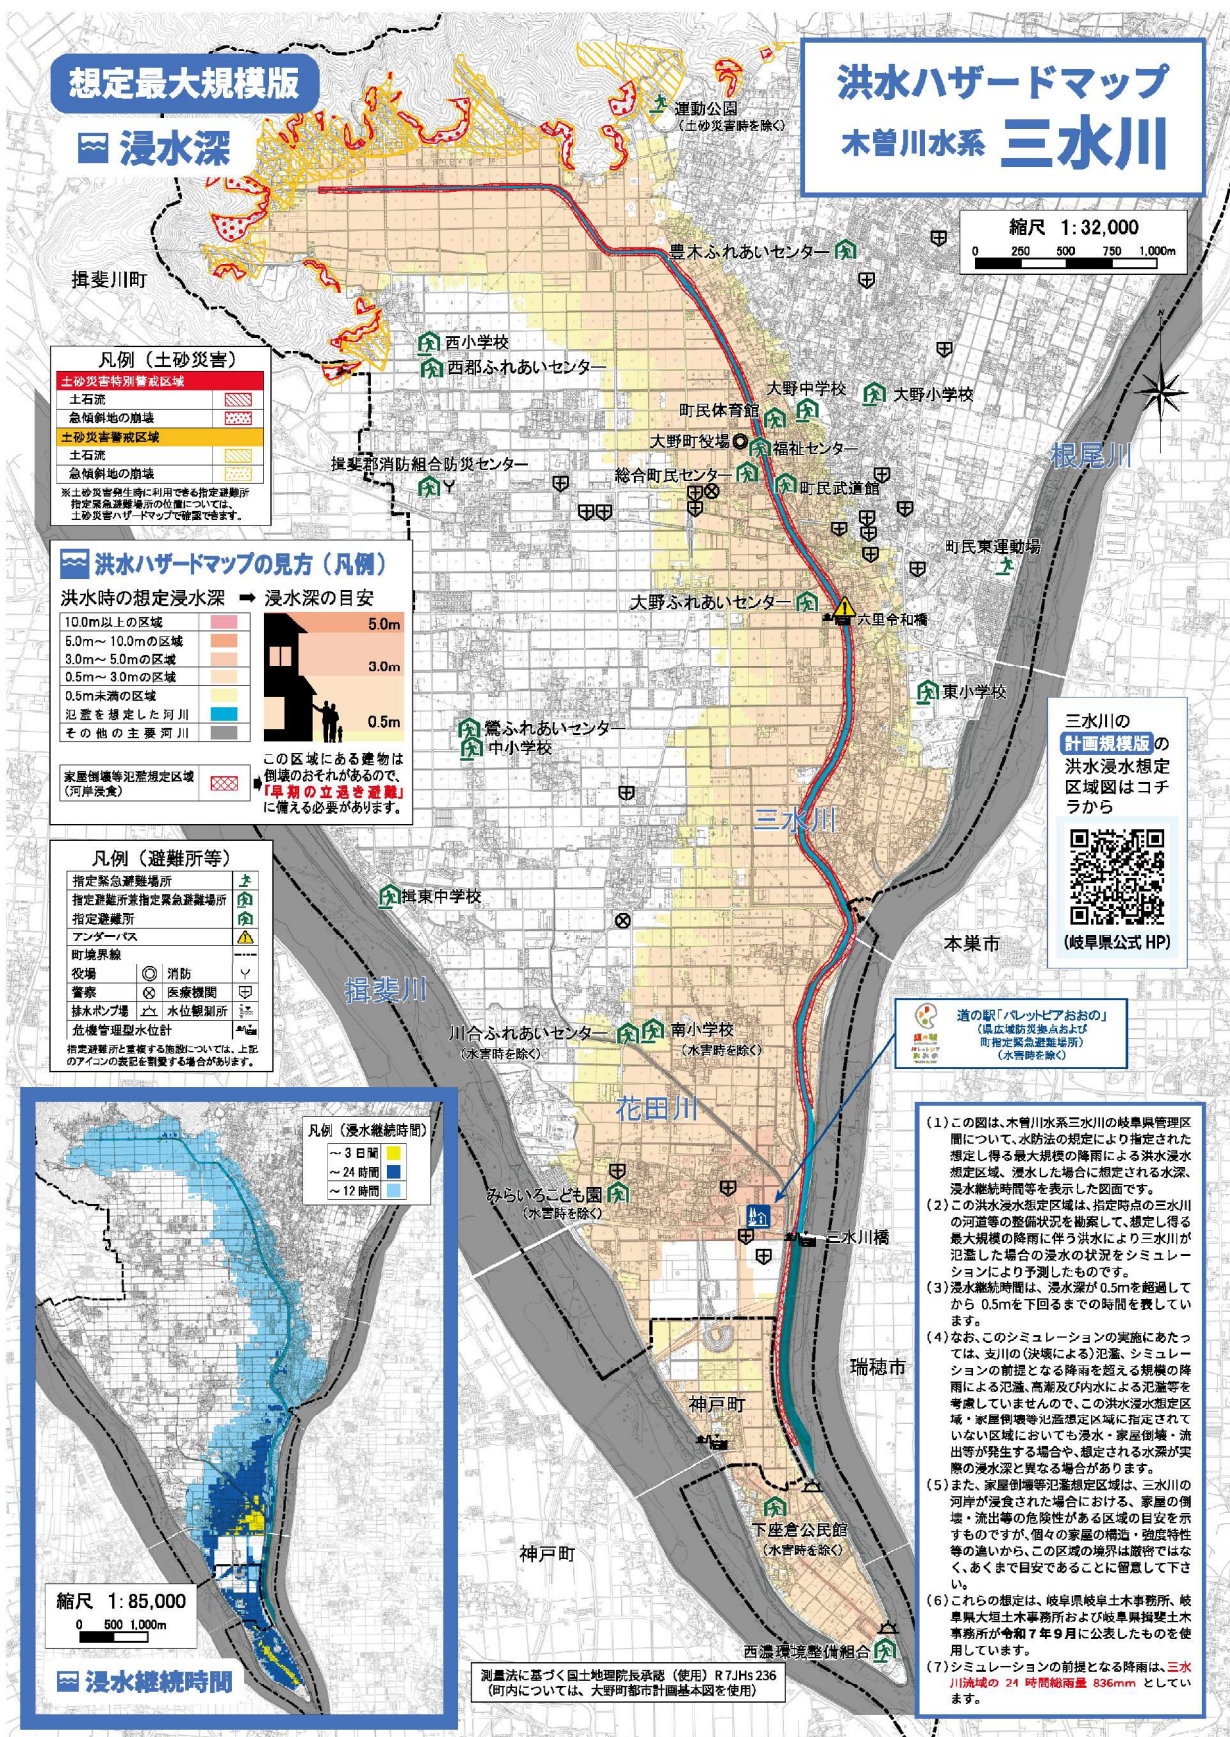 想定最大規模版
浸水深
洪水ハザードマップ
木曽川水系 三水川
縮尺 1:32,000
0 250 500 750 1,000m
N
運動公園
(土砂災害時を除く)
豊木ふれあいセンター
揖斐川町
西小学校
西郡ふれあいセンター
大野中学校
大野小学校
町民体育館
大野町役場
福祉センター
総合町民センター
町民武道館
揖斐郡消防組合防災センター
根尾川
町民東運動場
大野ふれあいセンター
六里令和橋
東小学校
鶯ふれあいセンター
中小学校
三水川
揖東中学校
本巣市
揖斐川
川合ふれあいセンター
(水害時を除く)
南小学校
(水害時を除く)
花田川
みらいろこども園
(水害時を除く)
三水川橋
瑞穂市
神戸町
下座倉公民館
(水害時を除く)
神戸町
西濃環境整備組合
凡例(土砂災害)
土砂災害特別警戒区域
土石流
急傾斜地の崩壊
土砂災害警戒区域
土石流
急傾斜地の崩壊
※土砂災害発生時に利用できる指定避難所
指定緊急避難場所の位置については、
土砂災害ハザードマップで確認できます。
洪水ハザードマップの見方(凡例)
洪水時の想定浸水深 ➡ 浸水深の目安
10.0m以上の区域
5.0m～10.0mの区域
3.0m～5.0mの区域
0.5m～3.0mの区域
0.5m未満の区域
氾濫を想定した河川
その他の主要河川
5.0m
3.0m
0.5m
家屋倒壊等氾濫想定区域
(河岸浸食)
この区域にある建物は
倒壊のおそれがあるので、
「早期の立退き避難」
に備える必要があります。
凡例(避難所等)
指定緊急避難場所
指定避難所兼指定緊急避難場所
指定避難所
アンダーパス
町境界線
役場 消防
警察 医療機関
排水ポンプ場 水位観測所
危機管理型水位計
指定避難所と重複する施設については、上記
のアイコンの表記を割愛する場合があります。
三水川の
計画規模版の
洪水浸水想定
区域図はコチ
ラから
(岐阜県公式HP)
道の駅「パレットピアおおの」
(県広域防災拠点および
町指定緊急避難場所)
(水害時を除く)
凡例(浸水継続時間)
～3日間
～24時間
～12時間
縮尺 1:85,000
0 500 1,000m
浸水継続時間
測量法に基づく国土地理院長承認(使用)R7JHs 236
(町内については、大野町都市計画基本図を使用)
(1)この図は、木曽川水系三水川の岐阜県管理区
間について、水防法の規定により指定された
想定し得る最大規模の降雨による洪水浸水
想定区域、浸水した場合に想定される水深、
浸水継続時間等を表示した図面です。
(2)この洪水浸水想定区域は、指定時点の三水川
の河道等の整備状況を勘案して、想定し得る
最大規模の降雨に伴う洪水により三水川が
氾濫した場合の浸水の状況をシミュレー
ションにより予測したものです。
(3)浸水継続時間は、浸水深が0.5mを超過して
から 0.5mを下回るまでの時間を表してい
ます。
(4)なお、このシミュレーションの実施にあたっ
ては、支川の(決壊による)氾濫、シミュレー
ションの前提となる降雨を超える規模の降
雨による氾濫、高潮及び内水による氾濫等を
考慮していませんので、この洪水浸水想定区
域・家屋倒壊等氾濫想定区域に指定されて
いない区域においても浸水・家屋倒壊・流
出等が発生する場合や、想定される水深が実
際の浸水深と異なる場合があります。
(5)また、家屋倒壊等氾濫想定区域は、三水川の
河岸が浸食された場合における、家屋の倒
壊・流出等の危険性がある区域の目安を示
すものですが、個々の家屋の構造・強度特性
等の違いから、この区域の境界は厳密ではな
く、あくまで目安であることに留意して下さ
い。
(6)これらの想定は、岐阜県岐阜土木事務所、岐
阜県大垣土木事務所および岐阜県揖斐土木
事務所が令和7年9月に公表したものを使
用しています。
(7)シミュレーションの前提となる降雨は、三水
川流域の 24 時間総雨量 836mm としてい
ます。